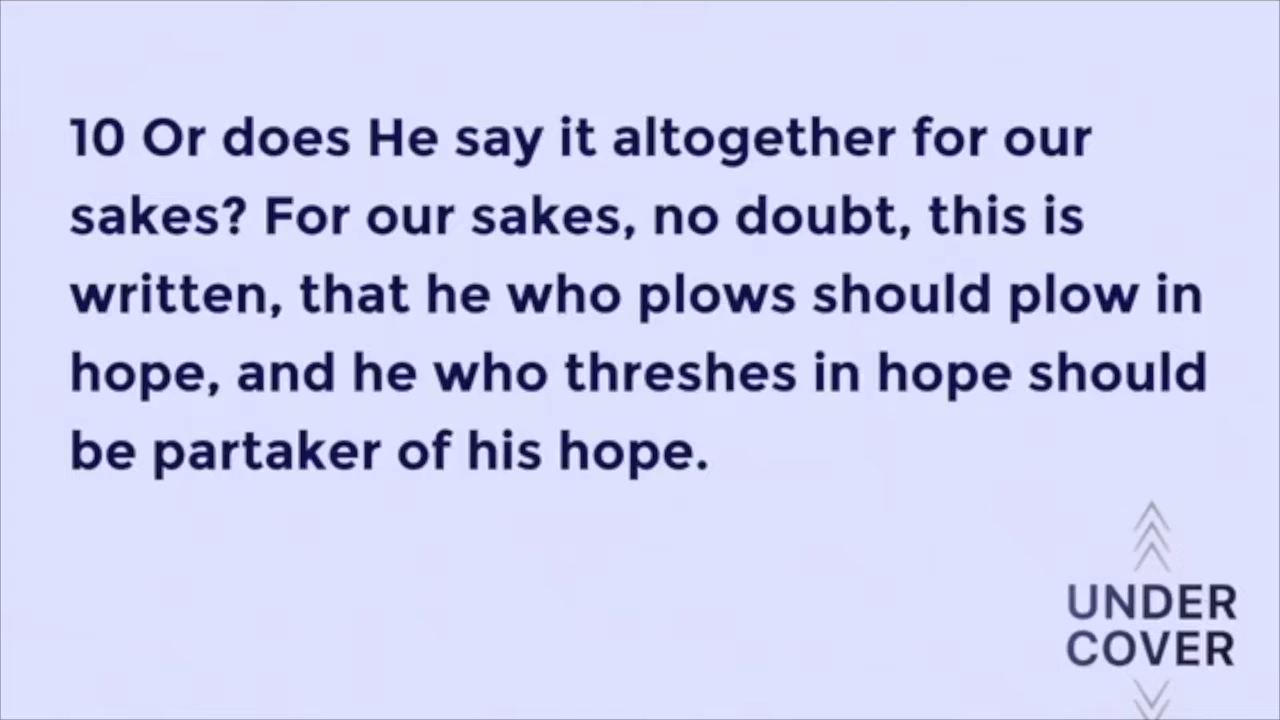 10 Or does He say it altogether for our
sakes? For our sakes, no doubt, this is
written, that he who plows should plow in
hope, and he who threshes in hope should
be partaker of his hope.
UNDER
COVER